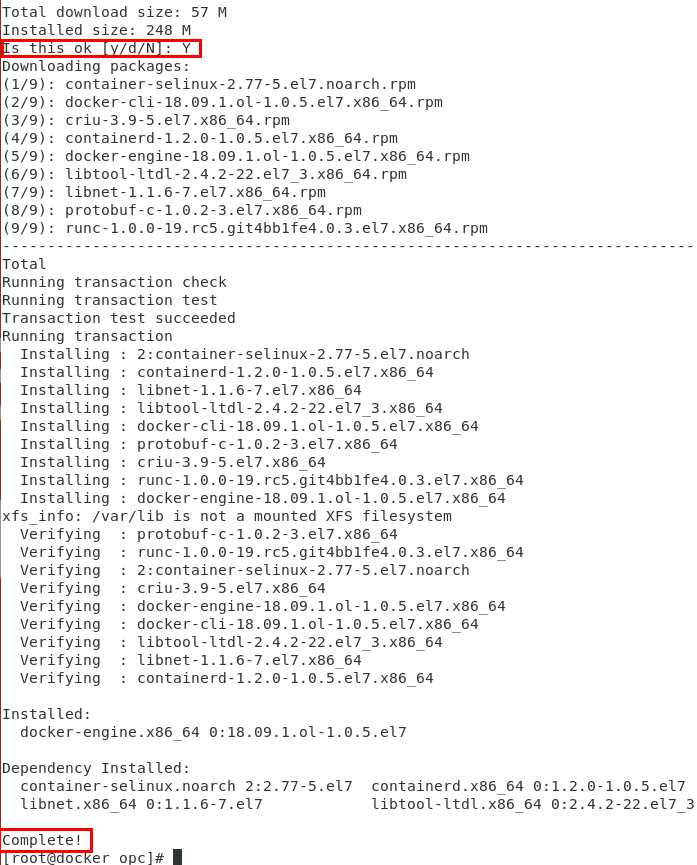 Total download size: 57 M
Installed size: 248 M
Is this ok [y/d/N]: Y
Downloading packages:
(1/9): container-selinux-2.77-5.el7.noarch.rpm
(2/9): docker-cli-18.09.1.ol-1.0.5.el7.x86_64.rpm
(3/9): criu-3.9-5.el7.x86_64.rpm
(4/9): containerd-1.2.0-1.0.5.el7.x86_64.rpm
(5/9): docker-engine-18.09.1.ol-1.0.5.el7.x86_64.rpm
(6/9): libtool-ltdl-2.4.2-22.el7_3.x86_64.rpm
(7/9): libnet-1.1.6-7.el7.x86_64.rpm
(8/9): protobuf-c-1.0.2-3.el7.x86_64.rpm
(9/9): runc-1.0.0-19.rc5.git4bb1fe4.0.3.el7.x86_64.rpm
-----------------------------------------------------------------------------
Total
Running transaction check
Running transaction test
Transaction test succeeded
Running transaction
  Installing : 2:container-selinux-2.77-5.el7.noarch
  Installing : containerd-1.2.0-1.0.5.el7.x86_64
  Installing : libnet-1.1.6-7.el7.x86_64
  Installing : libtool-ltdl-2.4.2-22.el7_3.x86_64
  Installing : docker-cli-18.09.1.ol-1.0.5.el7.x86_64
  Installing : protobuf-c-1.0.2-3.el7.x86_64
  Installing : criu-3.9-5.el7.x86_64
  Installing : runc-1.0.0-19.rc5.git4bb1fe4.0.3.el7.x86_64
  Installing : docker-engine-18.09.1.ol-1.0.5.el7.x86_64
xfs_info: /var/lib is not a mounted XFS filesystem
  Verifying  : protobuf-c-1.0.2-3.el7.x86_64
  Verifying  : runc-1.0.0-19.rc5.git4bb1fe4.0.3.el7.x86_64
  Verifying  : 2:container-selinux-2.77-5.el7.noarch
  Verifying  : criu-3.9-5.el7.x86_64
  Verifying  : docker-engine-18.09.1.ol-1.0.5.el7.x86_64
  Verifying  : docker-cli-18.09.1.ol-1.0.5.el7.x86_64
  Verifying  : libtool-ltdl-2.4.2-22.el7_3.x86_64
  Verifying  : libnet-1.1.6-7.el7.x86_64
  Verifying  : containerd-1.2.0-1.0.5.el7.x86_64

Installed:
  docker-engine.x86_64 0:18.09.1.ol-1.0.5.el7

Dependency Installed:
  container-selinux.noarch 2:2.77-5.el7  containerd.x86_64 0:1.2.0-1.0.5.el7
  libnet.x86_64 0:1.1.6-7.el7            libtool-ltdl.x86_64 0:2.4.2-22.el7_3

Complete!
[root@docker opc]#